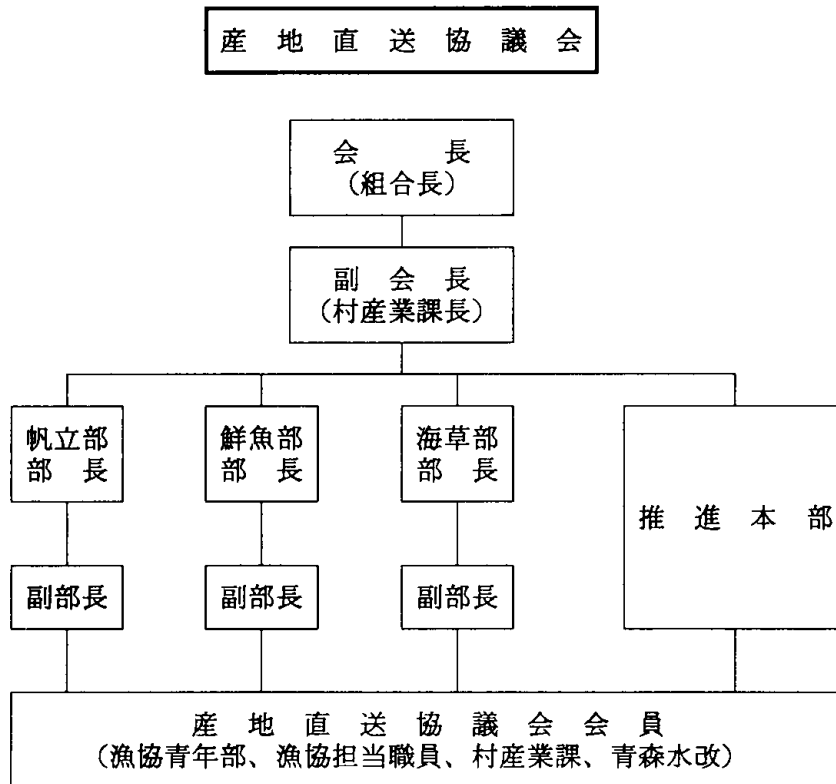 産地直送協議会
会長
(組合長)
副会長
(村産業課長)
帆立部
部長
鮮魚部
部長
海草部
部長
推進本部
副部長
副部長
副部長
産地直送協議会会員
(漁協青年部、漁協担当職員、村産業課、青森水改)